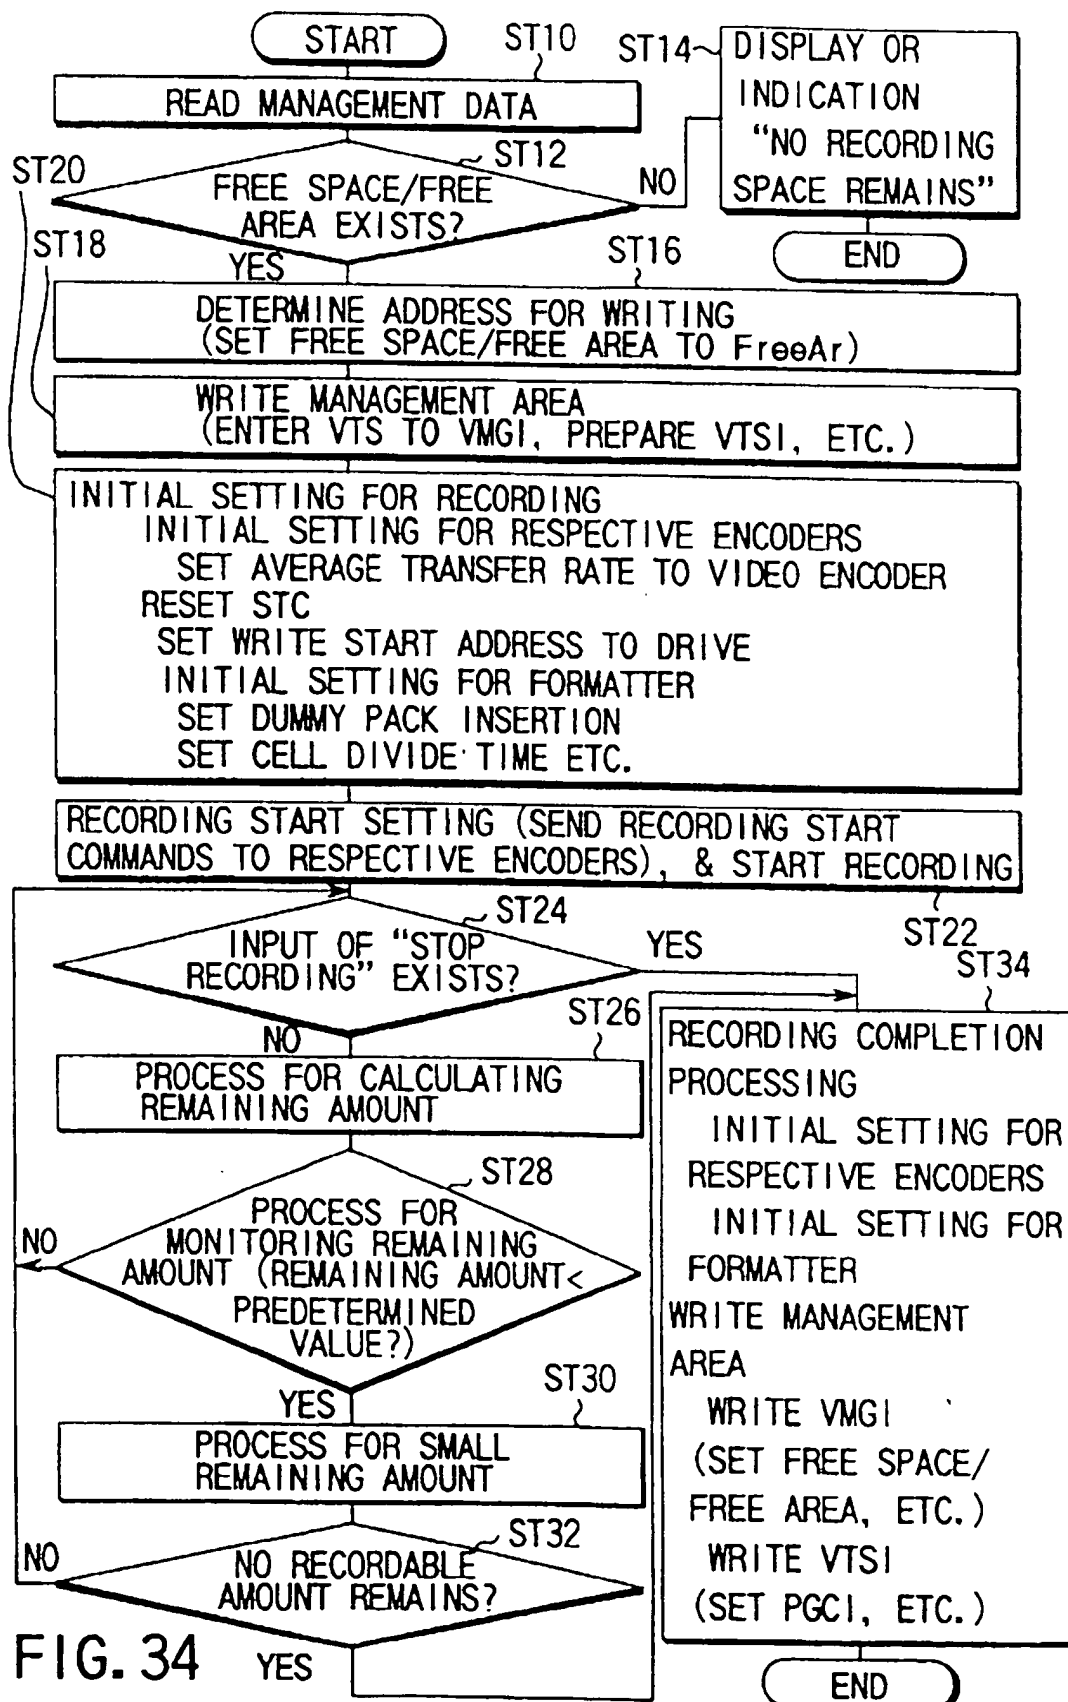 START
ST10
READ MANAGEMENT DATA
ST14
DISPLAY OR
INDICATION
"NO RECORDING
SPACE REMAINS"
END
ST12
FREE SPACE/FREE
AREA EXISTS?
NO
YES
ST20
ST18
ST16
DETERMINE ADDRESS FOR WRITING
(SET FREE SPACE/FREE AREA TO FreeAr)
WRITE MANAGEMENT AREA
(ENTER VTS TO VMGI, PREPARE VTSI, ETC.)
INITIAL SETTING FOR RECORDING
INITIAL SETTING FOR RESPECTIVE ENCODERS
SET AVERAGE TRANSFER RATE TO VIDEO ENCODER
RESET STC
SET WRITE START ADDRESS TO DRIVE
INITIAL SETTING FOR FORMATTER
SET DUMMY PACK INSERTION
SET CELL DIVIDE TIME ETC.
RECORDING START SETTING (SEND RECORDING START
COMMANDS TO RESPECTIVE ENCODERS), & START RECORDING
ST22
ST24
INPUT OF "STOP
RECORDING" EXISTS?
YES
NO
ST26
PROCESS FOR CALCULATING
REMAINING AMOUNT
ST28
PROCESS FOR
MONITORING REMAINING
AMOUNT (REMAINING AMOUNT<
PREDETERMINED
VALUE?)
NO
YES
ST30
PROCESS FOR SMALL
REMAINING AMOUNT
ST32
NO RECORDABLE
AMOUNT REMAINS?
NO
YES
ST34
RECORDING COMPLETION
PROCESSING
INITIAL SETTING FOR
RESPECTIVE ENCODERS
INITIAL SETTING FOR
FORMATTER
WRITE MANAGEMENT
AREA
WRITE VMGI
(SET FREE SPACE/
FREE AREA, ETC.)
WRITE VTSI
(SET PGCI, ETC.)
END
FIG. 34